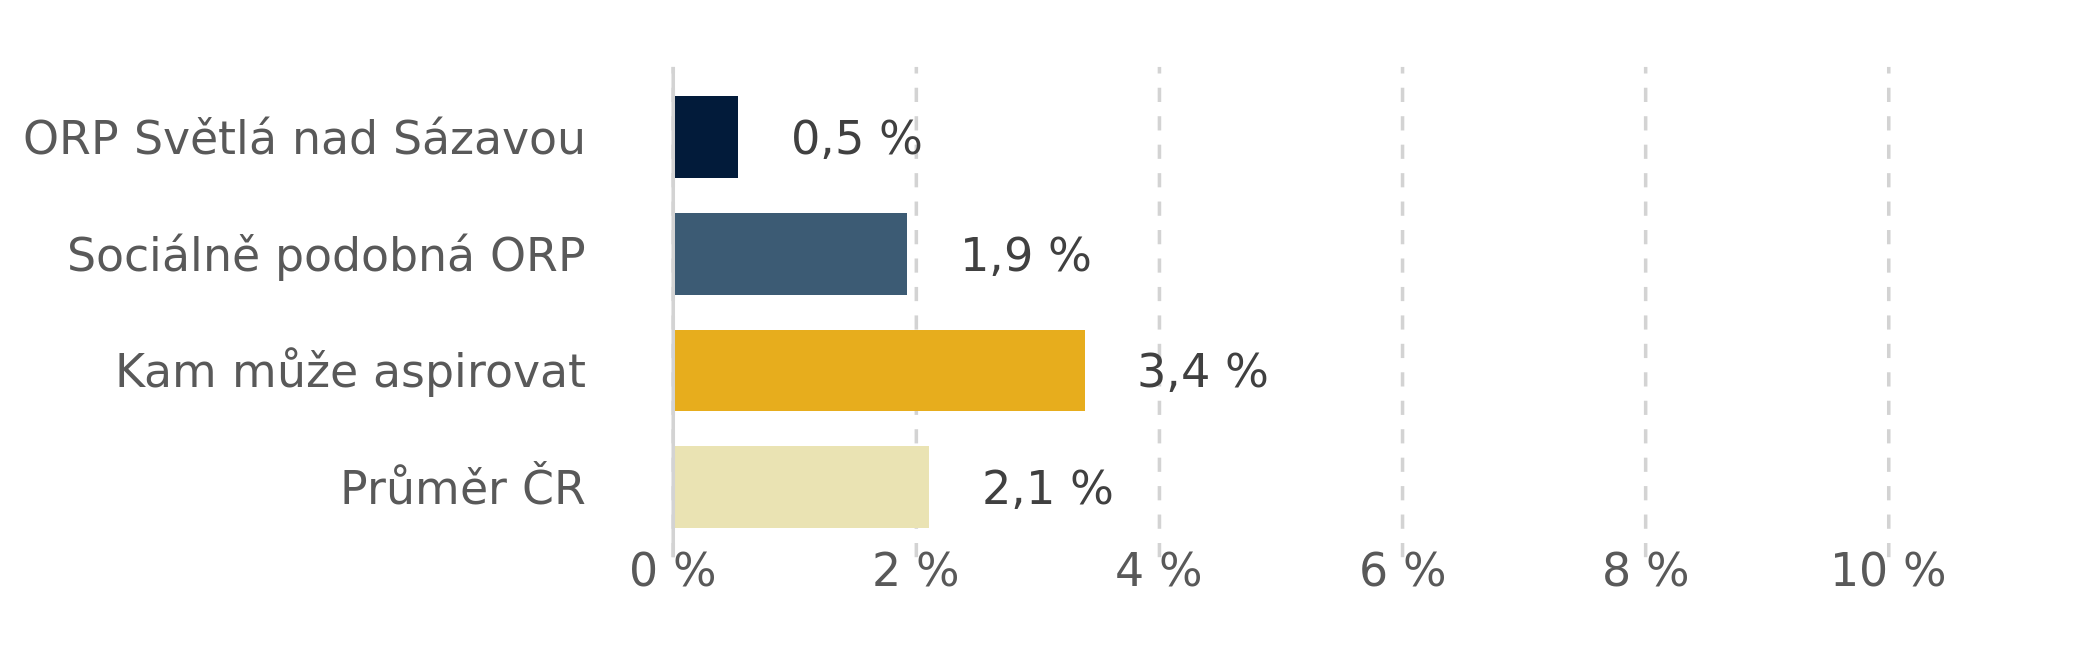 ORP Světlá nad Sázavou 0,5 %
Sociálně podobná ORP 1,9 %
Kam může aspirovat 3,4 %
Průměr ČR 2,1 %
0 % 2 % 4 % 6 % 8 % 10 %